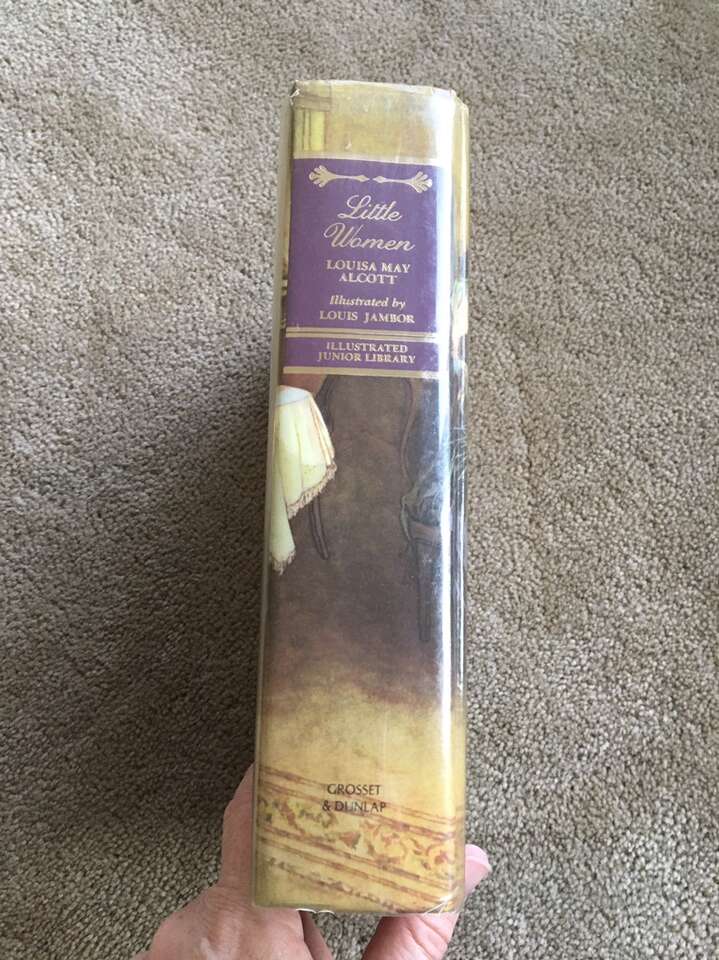 Little
Women
LOUISA MAY
ALCOTT
Illustrated by
LOUIS JAMBOR
ILLUSTRATED
JUNIOR LIBRARY
GROSSET
& DUNLAP